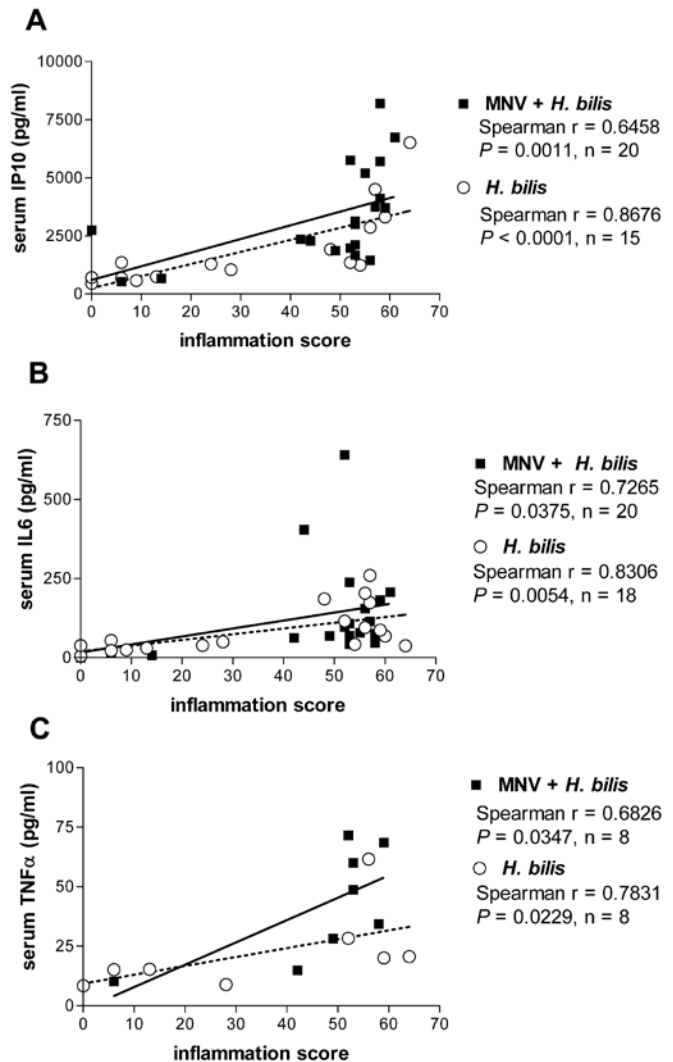 A
10000
7500
5000
2500
0
serum IP10 (pg/ml)
0 10 20 30 40 50 60 70
inflammation score
MNV + H. bilis
Spearman r = 0.6458
P = 0.0011, n = 20
H. bilis
Spearman r = 0.8676
P < 0.0001, n = 15
B
750
500
250
0
serum IL6 (pg/ml)
0 10 20 30 40 50 60 70
inflammation score
MNV + H. bilis
Spearman r = 0.7265
P = 0.0375, n = 20
H. bilis
Spearman r = 0.8306
P = 0.0054, n = 18
C
100
75
50
25
0
serum TNFα (pg/ml)
0 10 20 30 40 50 60 70
inflammation score
MNV + H. bilis
Spearman r = 0.6826
P = 0.0347, n = 8
H. bilis
Spearman r = 0.7831
P = 0.0229, n = 8